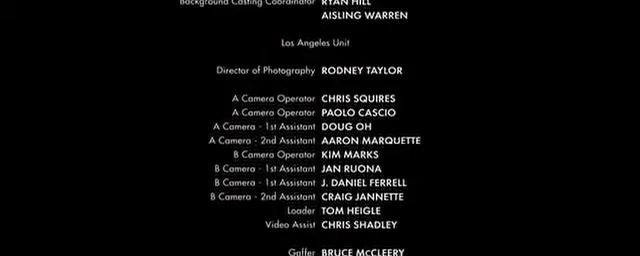 Background Casting Coordinator RYAN HILL
AISLING WARREN
Los Angeles Unit
Director of Photography RODNEY TAYLOR
A Camera Operator CHRIS SQUIRES
A Camera Operator PAOLO CASCIO
A Camera - 1st Assistant DOUG OH
A Camera - 2nd Assistant AARON MARQUETTE
B Camera Operator KIM MARKS
B Camera - 1st Assistant JAN RUONA
B Camera - 1st Assistant J. DANIEL FERRELL
B Camera - 2nd Assistant CRAIG JANNETTE
Loader TOM HEIGLE
Video Assist CHRIS SHADLEY
Gaffer BRUCE McCLEERY